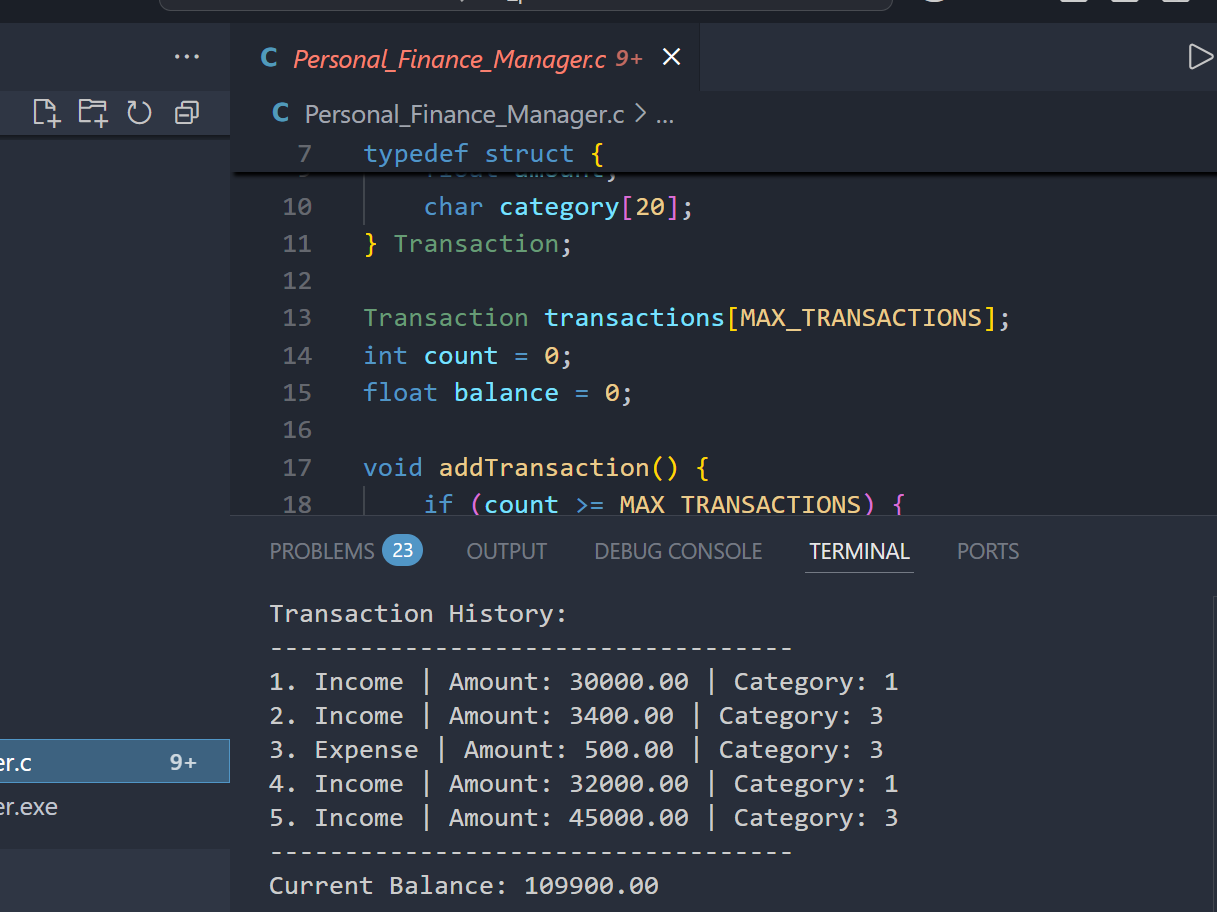 C Personal_Finance_Manager.c 9+
C Personal_Finance_Manager.c > ...
7 typedef struct {
float amount;
10 char category[20];
11 } Transaction;
12
13 Transaction transactions[MAX_TRANSACTIONS];
14 int count = 0;
15 float balance = 0;
16
17 void addTransaction() {
18 if (count >= MAX_TRANSACTIONS) {
er.c 9+
er.exe
PROBLEMS 23 OUTPUT DEBUG CONSOLE TERMINAL PORTS
Transaction History:
-----------------------------------
1. Income | Amount: 30000.00 | Category: 1
2. Income | Amount: 3400.00 | Category: 3
3. Expense | Amount: 500.00 | Category: 3
4. Income | Amount: 32000.00 | Category: 1
5. Income | Amount: 45000.00 | Category: 3
-----------------------------------
Current Balance: 109900.00